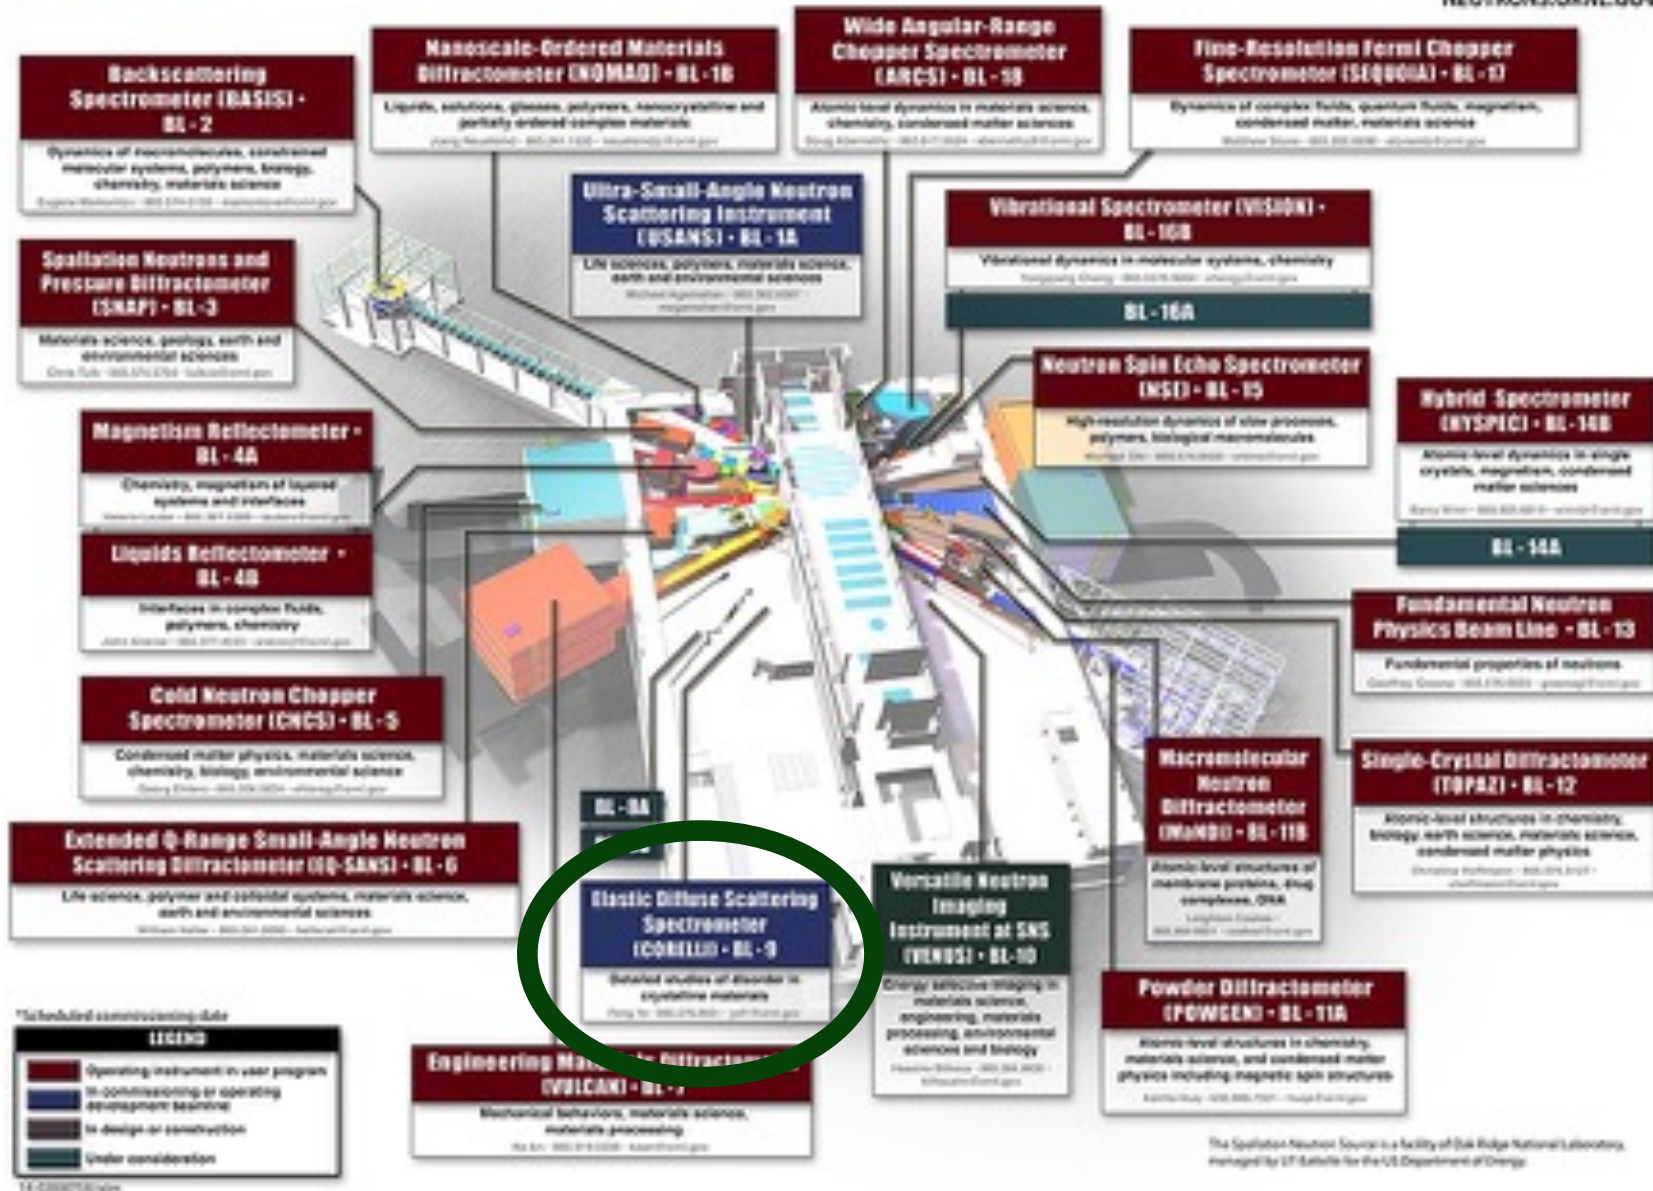 NEUTRONS.ORNL.GOV
Backscattering
Spectrometer (BASIS) •
BL - 2
Dynamics of macromolecules, constrained
molecular systems, polymers, biology,
chemistry, materials science
Nanoscale-Ordered Materials
Diffractometer (NOMAD) • BL - 1B
Liquids, solutions, glasses, polymers, nanocrystalline and
partially ordered complex materials
Wide Angular-Range
Chopper Spectrometer
(ARCS) • BL - 18
Atomic-level dynamics in materials science,
chemistry, condensed matter sciences
Fine-Resolution Fermi Chopper
Spectrometer (SEQUOIA) • BL - 17
Dynamics of complex fluids, quantum fluids, magnetism,
condensed matter, materials science
Ultra-Small-Angle Neutron
Scattering Instrument
(USANS) • BL - 1A
Life sciences, polymers, materials science,
earth and environmental sciences
Vibrational Spectrometer (VISION) •
BL - 16B
Vibrational dynamics in molecular systems, chemistry
BL - 16A
Spallation Neutrons and
Pressure Diffractometer
(SNAP) • BL - 3
Materials science, geology, earth and
environmental sciences
Neutron Spin Echo Spectrometer
(NSE) • BL - 15
High-resolution dynamics of slow processes,
polymers, biological macromolecules
Hybrid Spectrometer
(HYSPEC) • BL - 14B
Atomic-level dynamics in single
crystals, magnetism, condensed
matter sciences
BL - 14A
Magnetism Reflectometer •
BL - 4A
Chemistry, magnetism of layered
systems and interfaces
Liquids Reflectometer •
BL - 4B
Interfaces in complex fluids,
polymers, chemistry
Fundamental Neutron
Physics Beam Line • BL - 13
Fundamental properties of neutrons
Cold Neutron Chopper
Spectrometer (CNCS) • BL - 5
Condensed matter physics, materials science,
chemistry, biology, environmental science
Macromolecular
Neutron
Diffractometer
(MaNDi) • BL - 11B
Atomic-level structures of
membrane proteins, drug
complexes, DNA
Single-Crystal Diffractometer
(TOPAZ) • BL - 12
Atomic-level structures in chemistry,
biology, earth science, materials science,
condensed matter physics
BL - 8A
Extended Q-Range Small-Angle Neutron
Scattering Diffractometer (EQ-SANS) • BL - 6
Life science, polymer and colloidal systems, materials science,
earth and environmental sciences
Elastic Diffuse Scattering
Spectrometer
(CORELLI) • BL - 9
Detailed studies of disorder in
crystalline materials
Versatile Neutron
Imaging
Instrument at SNS
(VENUS) • BL - 10
Energy selective imaging in
materials science,
engineering, materials
processing, environmental
sciences and biology
Powder Diffractometer
(POWGEN) • BL - 11A
Atomic-level structures in chemistry,
materials science, and condensed matter
physics including magnetic spin structures
Engineering Materials Diffractometer
(VULCAN) • BL - 7
Mechanical behaviors, materials science,
materials processing
*Scheduled commissioning date
LEGEND
Operating instrument in user program
In commissioning or operating
development beamline
In design or construction
Under consideration
The Spallation Neutron Source is a facility of Oak Ridge National Laboratory,
managed by UT-Battelle for the US Department of Energy